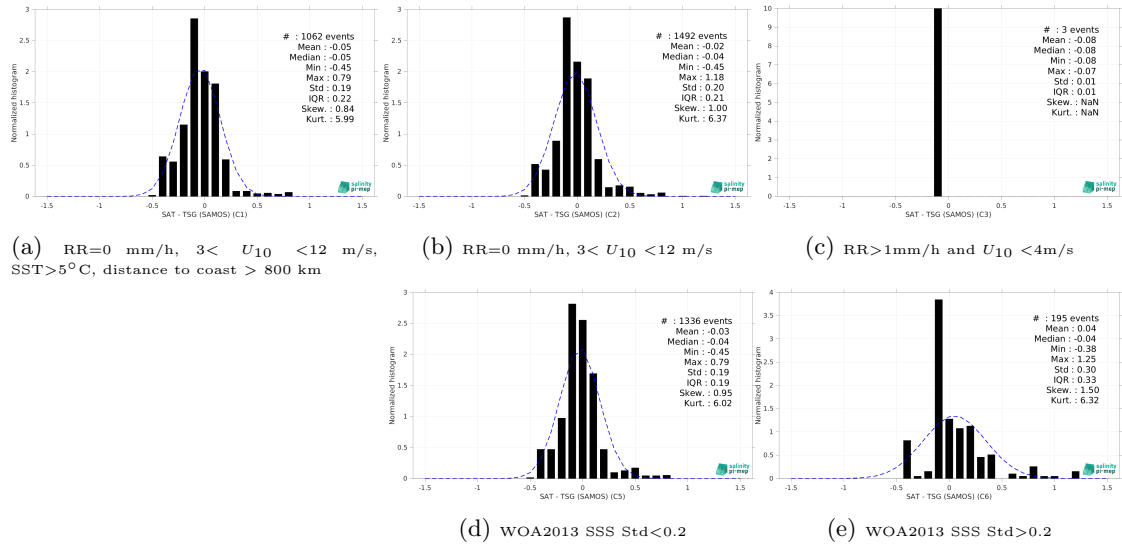 3
2.5
2
1.5
1
0.5
0
Normalized histogram
# : 1062 events
Mean : -0.05
Median : -0.05
Min : -0.45
Max : 0.79
Std : 0.19
IQR : 0.22
Skew. : 0.84
Kurt. : 5.99
salinity
pi-mep
-1.5 -1 -0.5 0 0.5 1 1.5
SAT - TSG (SAMOS) (C1)
(a) RR=0 mm/h, 3< U10 <12 m/s,
SST>5°C, distance to coast > 800 km
3
2.5
2
1.5
1
0.5
0
Normalized histogram
# : 1492 events
Mean : -0.02
Median : -0.04
Min : -0.45
Max : 1.18
Std : 0.20
IQR : 0.21
Skew. : 1.00
Kurt. : 6.37
salinity
pi-mep
-1.5 -1 -0.5 0 0.5 1 1.5
SAT - TSG (SAMOS) (C2)
(b) RR=0 mm/h, 3< U10 <12 m/s
10
9
8
7
6
5
4
3
2
1
0
Normalized histogram
# : 3 events
Mean : -0.08
Median : -0.08
Min : -0.08
Max : -0.07
Std : 0.01
IQR : 0.01
Skew. : NaN
Kurt. : NaN
salinity
pi-mep
-1.5 -1 -0.5 0 0.5 1 1.5
SAT - TSG (SAMOS) (C3)
(c) RR>1mm/h and U10 <4m/s
3
2.5
2
1.5
1
0.5
0
Normalized histogram
# : 1336 events
Mean : -0.03
Median : -0.04
Min : -0.45
Max : 0.79
Std : 0.19
IQR : 0.19
Skew. : 0.95
Kurt. : 6.02
salinity
pi-mep
-1.5 -1 -0.5 0 0.5 1 1.5
SAT - TSG (SAMOS) (C5)
(d) WOA2013 SSS Std<0.2
4
3.5
3
2.5
2
1.5
1
0.5
0
Normalized histogram
# : 195 events
Mean : 0.04
Median : -0.04
Min : -0.38
Max : 1.25
Std : 0.30
IQR : 0.33
Skew. : 1.50
Kurt. : 6.32
salinity
pi-mep
-1.5 -1 -0.5 0 0.5 1 1.5
SAT - TSG (SAMOS) (C6)
(e) WOA2013 SSS Std>0.2